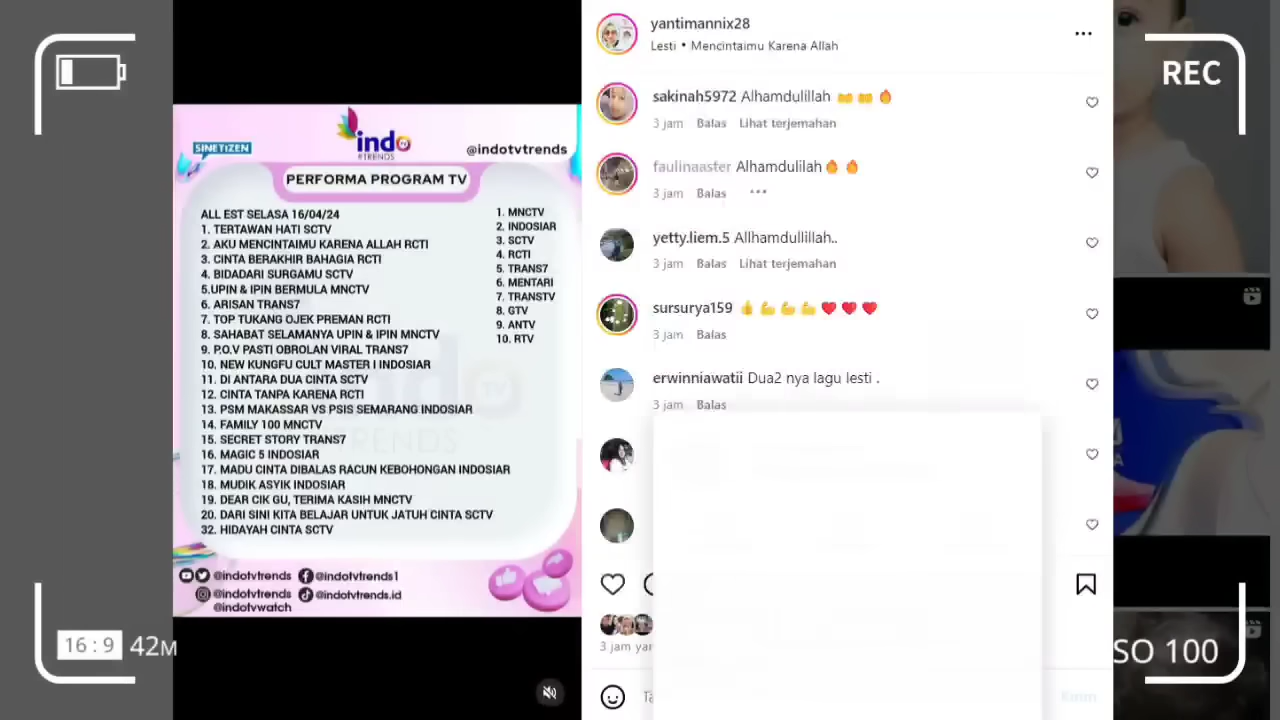 REC
16 : 9 42M
SO 100
SINETIZEN
indo
#TRENDS
@indotvtrends
PERFORMA PROGRAM TV
ALL EST SELASA 16/04/24
1. TERTAWAN HATI SCTV
2. AKU MENCINTAIMU KARENA ALLAH RCTI
3. CINTA BERAKHIR BAHAGIA RCTI
4. BIDADARI SURGAMU SCTV
5.UPIN & IPIN BERMULA MNCTV
6. ARISAN TRANS7
7. TOP TUKANG OJEK PREMAN RCTI
8. SAHABAT SELAMANYA UPIN & IPIN MNCTV
9. P.O.V PASTI OBROLAN VIRAL TRANS7
10. NEW KUNGFU CULT MASTER I INDOSIAR
11. DI ANTARA DUA CINTA SCTV
12. CINTA TANPA KARENA RCTI
13. PSM MAKASSAR VS PSIS SEMARANG INDOSIAR
14. FAMILY 100 MNCTV
15. SECRET STORY TRANS7
16. MAGIC 5 INDOSIAR
17. MADU CINTA DIBALAS RACUN KEBOHONGAN INDOSIAR
18. MUDIK ASYIK INDOSIAR
19. DEAR CIK GU, TERIMA KASIH MNCTV
20. DARI SINI KITA BELAJAR UNTUK JATUH CINTA SCTV
32. HIDAYAH CINTA SCTV
1. MNCTV
2. INDOSIAR
3. SCTV
4. RCTI
5. TRANS7
6. MENTARI
7. TRANSTV
8. GTV
9. ANTV
10. RTV
@indotvtrends @indotvtrends1
@indotvtrends @indotvtrends.id
@indotvwatch
yantimannix28
Lesti • Mencintaimu Karena Allah
sakinah5972 Alhamdulillah 👐 👐 🔥
3 jam Balas Lihat terjemahan
faulinaaster Alhamdulilah🔥 🔥
3 jam Balas
yetty.liem.5 Allhamdullillah..
3 jam Balas Lihat terjemahan
sursurya159 👍 💪 💪 💪 ❤️ ❤️ ❤️
3 jam Balas
erwinniawatii Dua2 nya lagu lesti .
3 jam Balas
3 jam yar
Ta
Kirim